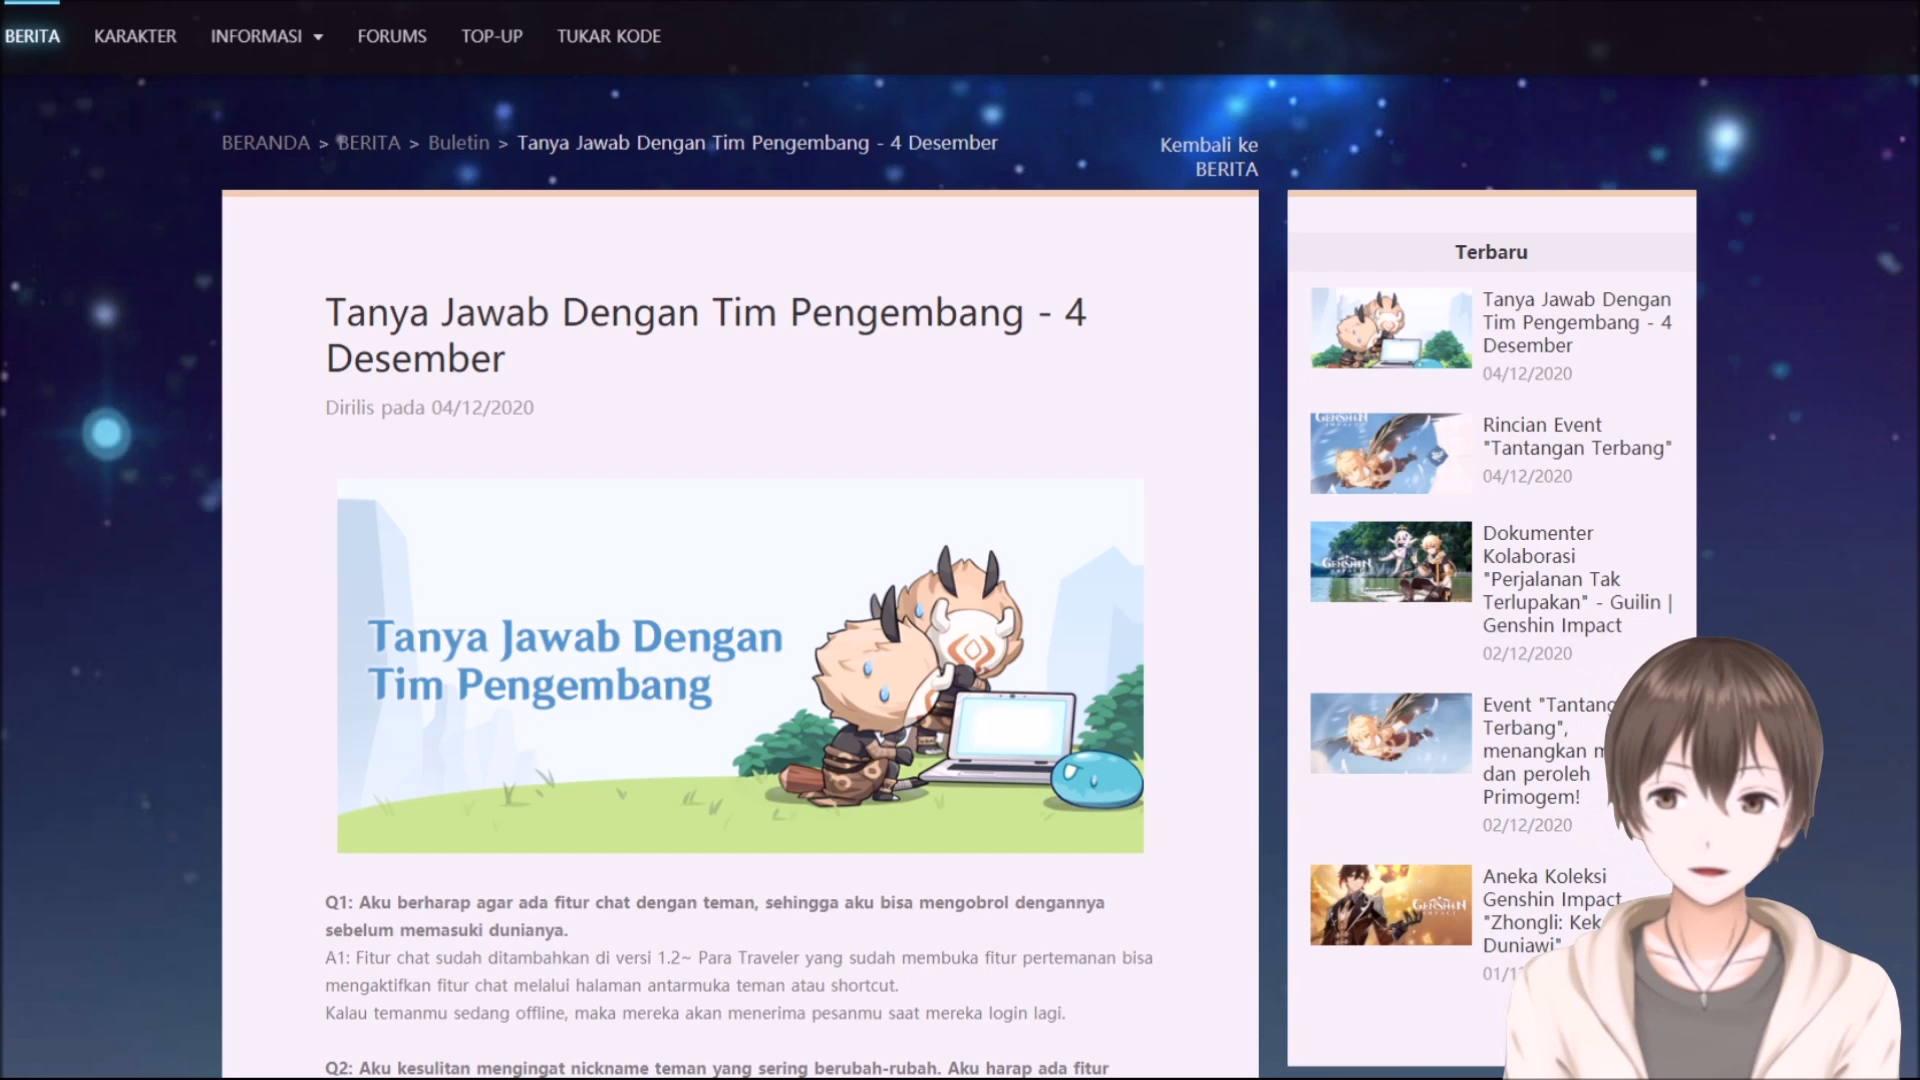 BERITA KARAKTER INFORMASI FORUMS TOP-UP TUKAR KODE
BERANDA > BERITA > Buletin > Tanya Jawab Dengan Tim Pengembang - 4 Desember
Kembali ke
BERITA
Tanya Jawab Dengan Tim Pengembang - 4
Desember
Dirilis pada 04/12/2020
Tanya Jawab Dengan
Tim Pengembang
Q1: Aku berharap agar ada fitur chat dengan teman, sehingga aku bisa mengobrol dengannya
sebelum memasuki dunianya.
A1: Fitur chat sudah ditambahkan di versi 1.2~ Para Traveler yang sudah membuka fitur pertemanan bisa
mengaktifkan fitur chat melalui halaman antarmuka teman atau shortcut.
Kalau temanmu sedang offline, maka mereka akan menerima pesanmu saat mereka login lagi.
Q2: Aku kesulitan mengingat nickname teman yang sering berubah-rubah. Aku harap ada fitur
Terbaru
Tanya Jawab Dengan
Tim Pengembang - 4
Desember
04/12/2020
GENSHIN
IMPACT
Rincian Event
"Tantangan Terbang"
04/12/2020
GENSHIN
Dokumenter
Kolaborasi
"Perjalanan Tak
Terlupakan" - Guilin |
Genshin Impact
02/12/2020
Event "Tantang
Terbang",
menangkan m
dan peroleh
Primogem!
02/12/2020
GENSHIN
IMPACT
Aneka Koleksi
Genshin Impact
"Zhongli: Kek
Duniawi"
01/12